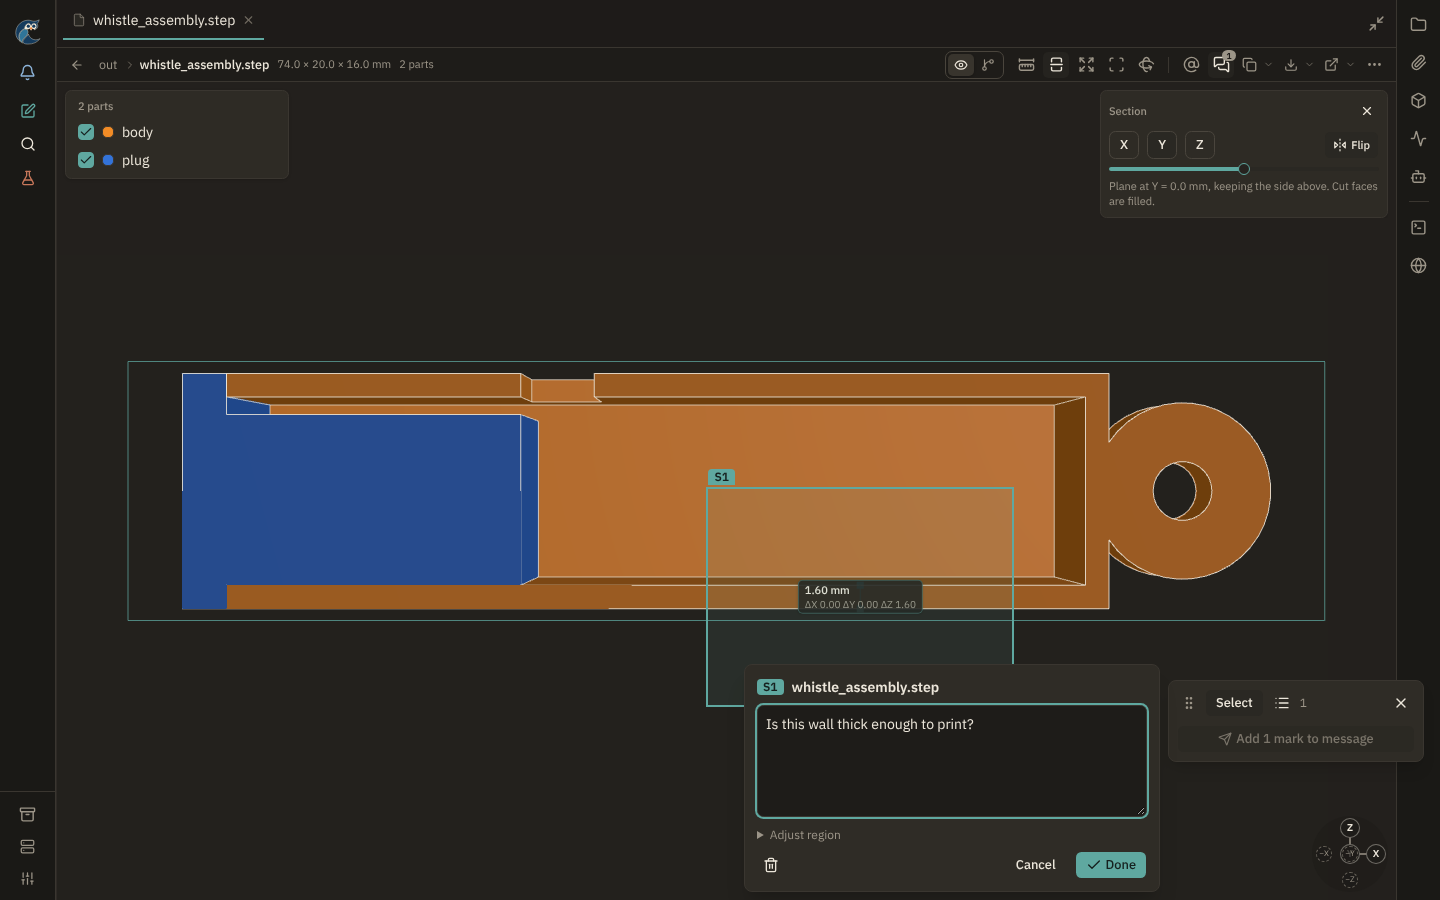 whistle_assembly.step
out
whistle_assembly.step 74.0 × 20.0 × 16.0 mm 2 parts
1
2 parts
body
plug
Section
X Y Z Flip
Plane at Y = 0.0 mm, keeping the side above. Cut faces
are filled.
S1
1.60 mm
ΔX 0.00 ΔY 0.00 ΔZ 1.60
S1 whistle_assembly.step
Is this wall thick enough to print?
Adjust region
Cancel Done
Select 1
Add 1 mark to message
Z
-X -Y X
-Z